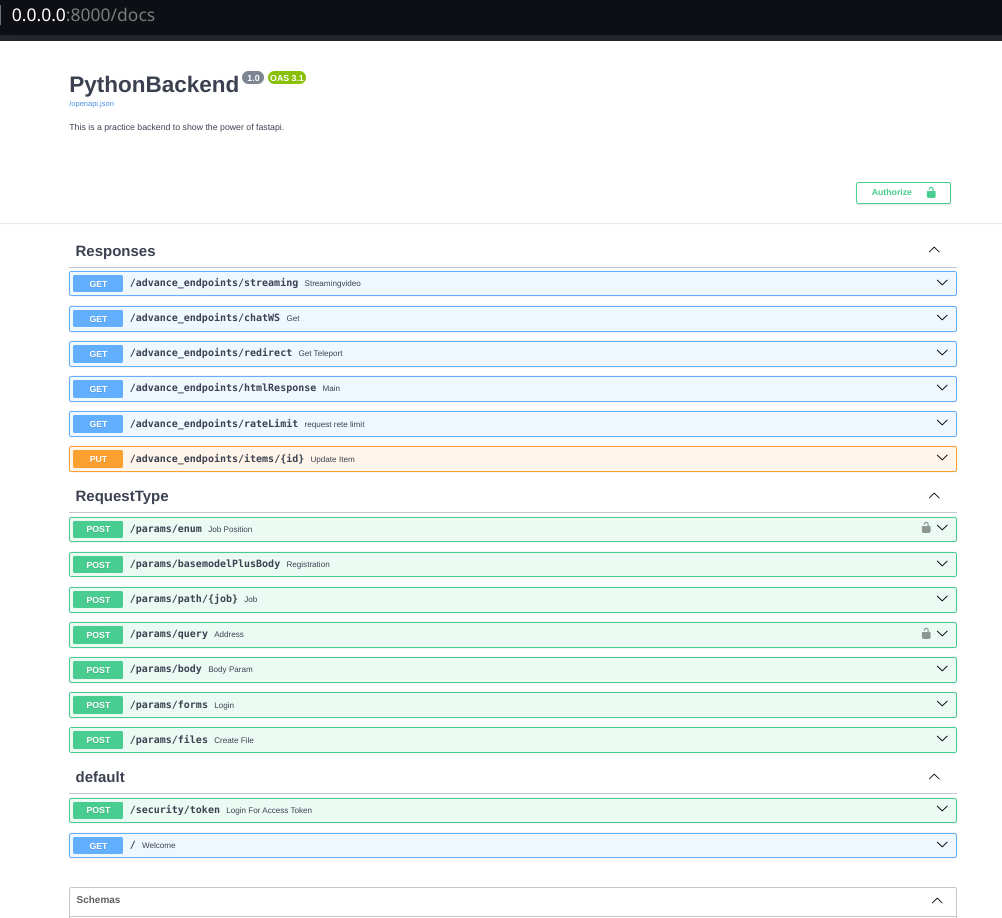 0.0.0.0:8000/docs
PythonBackend 1.0 OAS 3.1
/openapi.json
This is a practice backend to show the power of fastapi.
Authorize
Responses
GET /advance_endpoints/streaming Streamingvideo
GET /advance_endpoints/chatWS Get
GET /advance_endpoints/redirect Get Teleport
GET /advance_endpoints/htmlResponse Main
GET /advance_endpoints/rateLimit request rete limit
PUT /advance_endpoints/items/{id} Update Item
RequestType
POST /params/enum Job Position
POST /params/basemodelPlusBody Registration
POST /params/path/{job} Job
POST /params/query Address
POST /params/body Body Param
POST /params/forms Login
POST /params/files Create File
default
POST /security/token Login For Access Token
GET / Welcome
Schemas